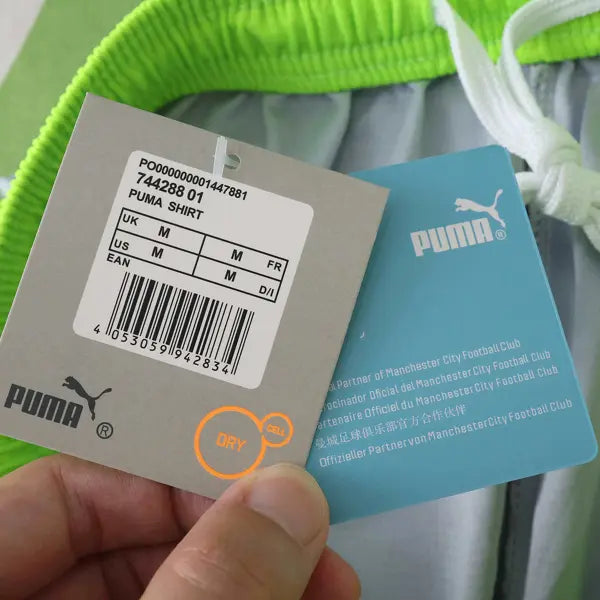 PO000000001447881
744288 01
PUMA SHIRT
UK M M FR
US M M D/I
EAN
4 053059 942834
PUMA®
DRY CELL
PUMA®
Partner of Manchester City Football Club
Oficial del Manchester City Football Club
Officiel du Manchester City Football Club
曼城足球俱乐部官方合作伙伴
Offizieller Partner von Manchester City Football Club